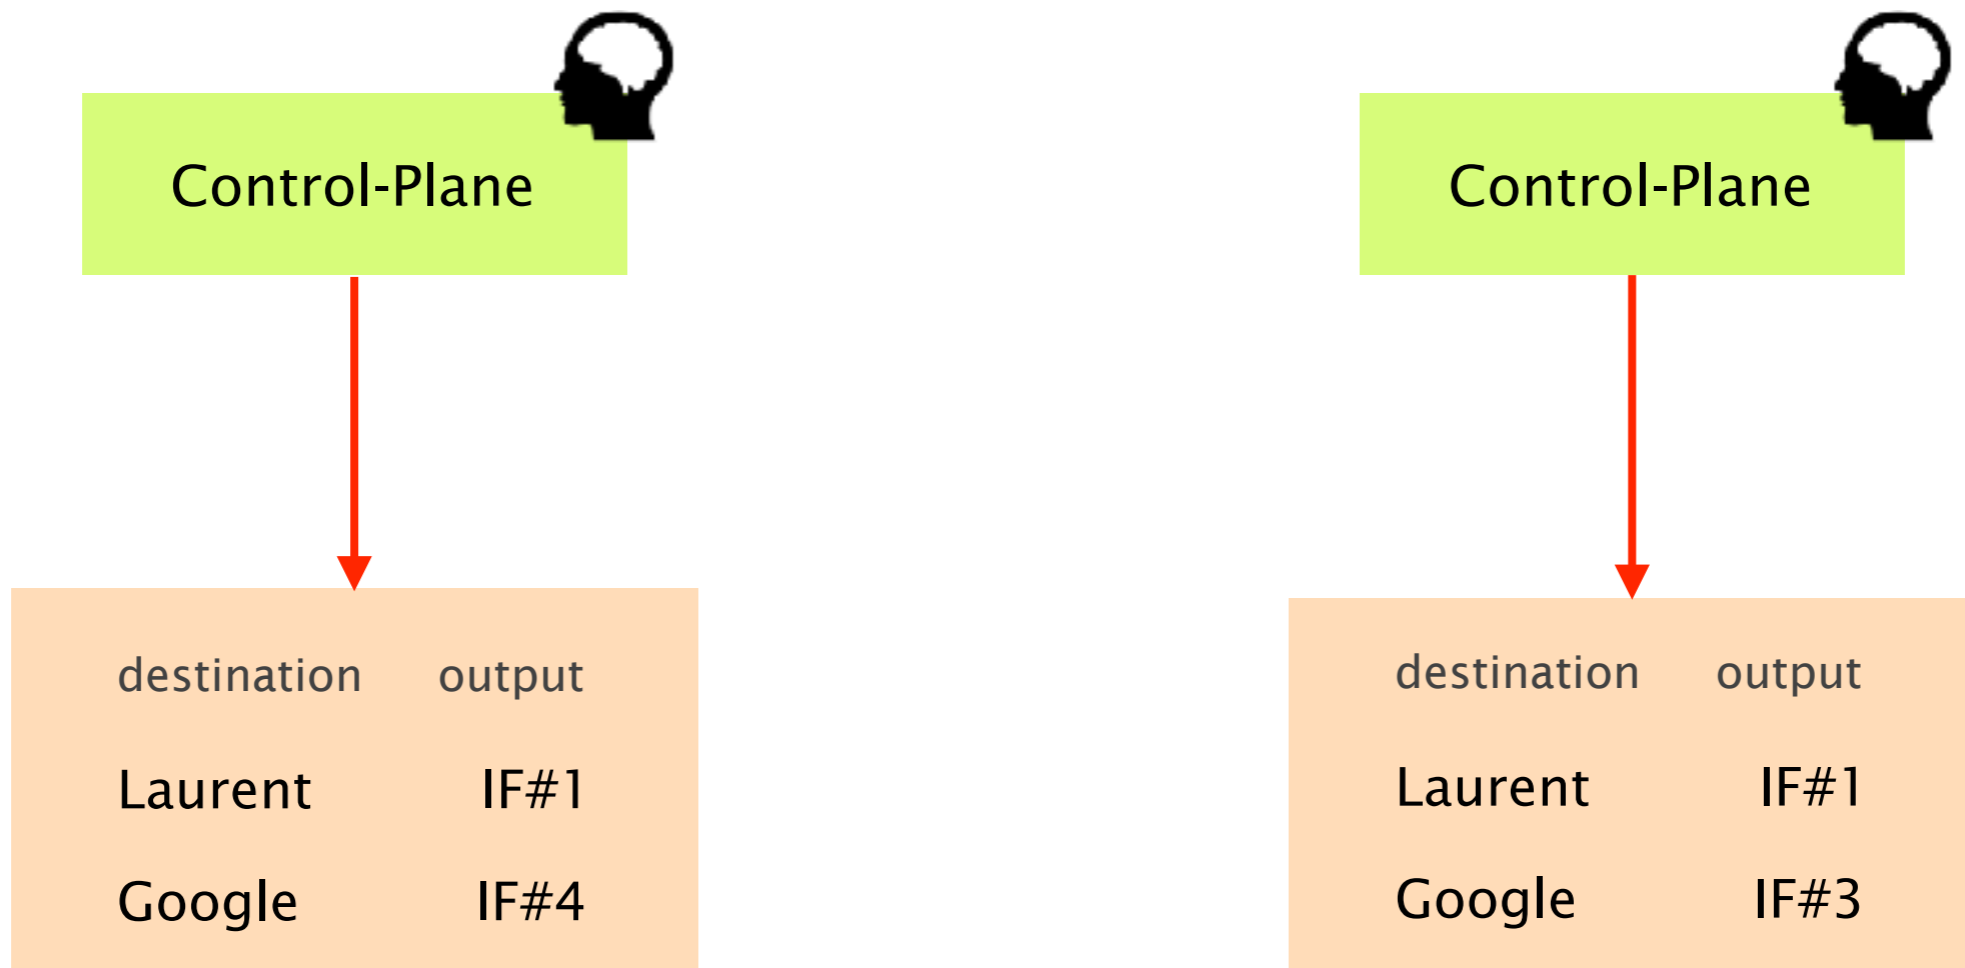 Control-Plane
destination output
Laurent IF#1
Google IF#4
Control-Plane
destination output
Laurent IF#1
Google IF#3